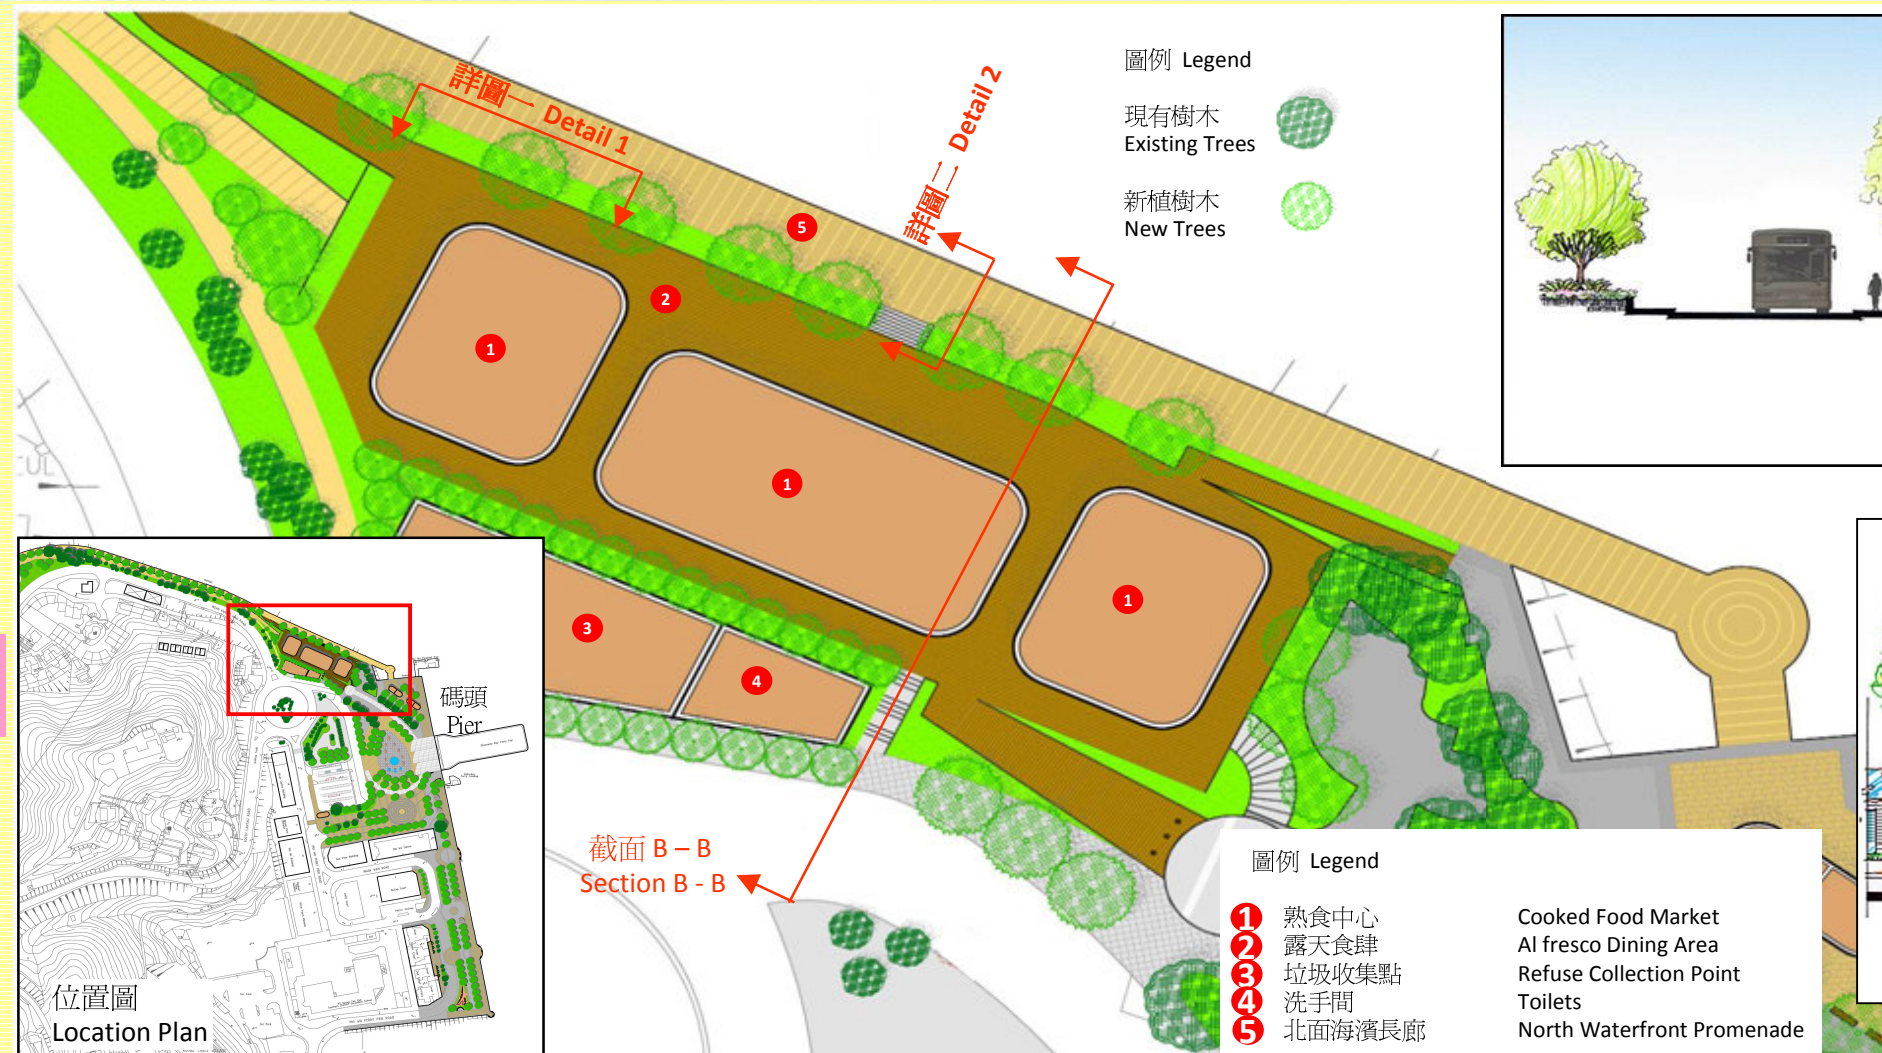 詳圖一 Detail 1
詳圖二 Detail 2
圖例 Legend
現有樹木
Existing Trees
新植樹木
New Trees
5
2
1
1
1
3
4
碼頭
Pier
位置圖
Location Plan
截面 B – B
Section B - B
圖例 Legend
1 熟食中心 Cooked Food Market
2 露天食肆 Al fresco Dining Area
3 垃圾收集點 Refuse Collection Point
4 洗手間 Toilets
5 北面海濱長廊 North Waterfront Promenade